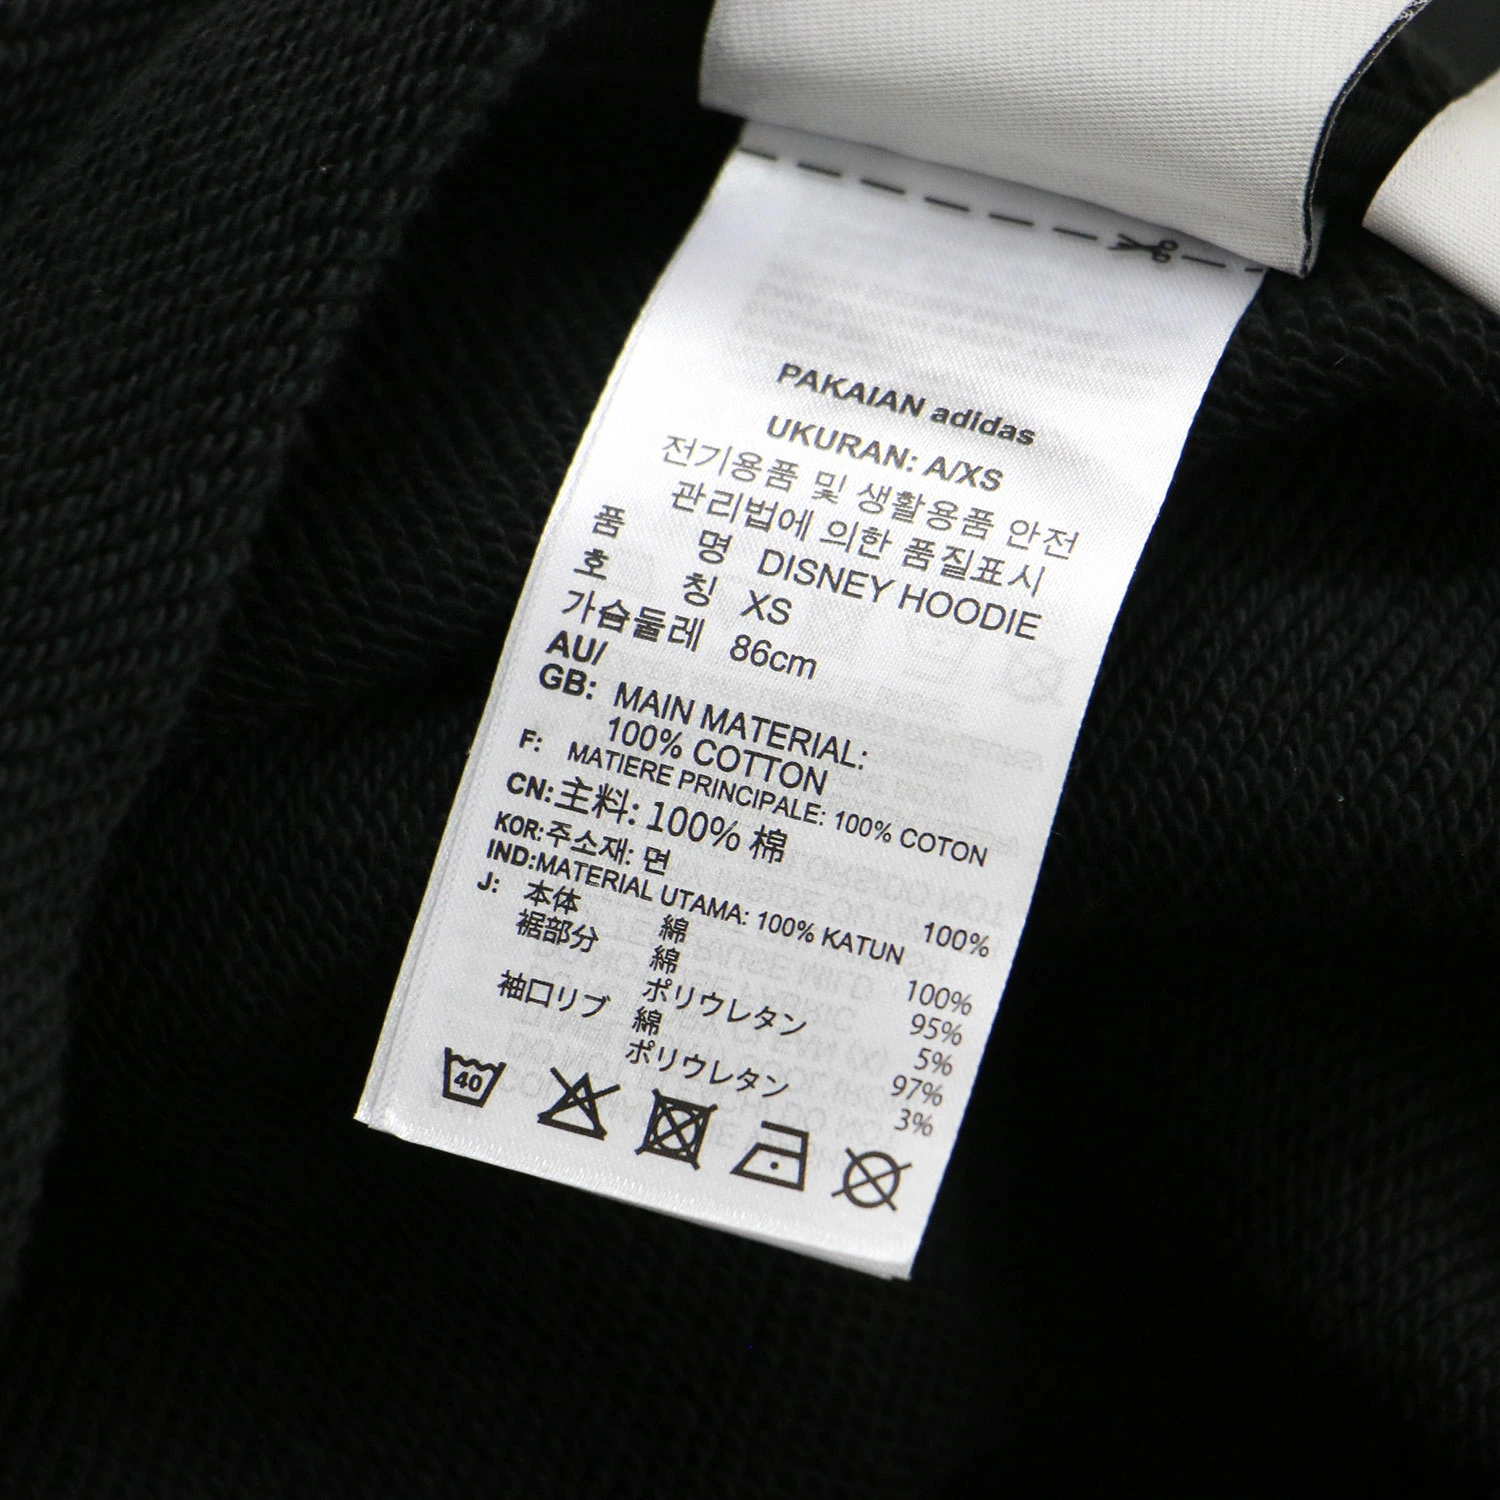 PAKAIAN adidas
UKURAN: A/XS
전기용품 및 생활용품 안전
관리법에 의한 품질표시
품 명 DISNEY HOODIE
호 칭 XS
가슴둘레 86cm
AU/
GB: MAIN MATERIAL:
100% COTTON
F: MATIERE PRINCIPALE: 100% COTON
CN:主料: 100% 棉
KOR:주소재: 면 100%
IND:MATERIAL UTAMA: 100% KATUN
J: 本体 綿 100%
裾部分 綿 95%
ポリウレタン 5%
袖口リブ 綿 97%
ポリウレタン 3%
40